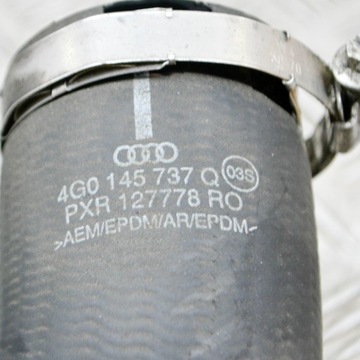 4G0 145 737 Q 03S
PXR 127778 RO
>AEM/EPDM/AR/EPDM<